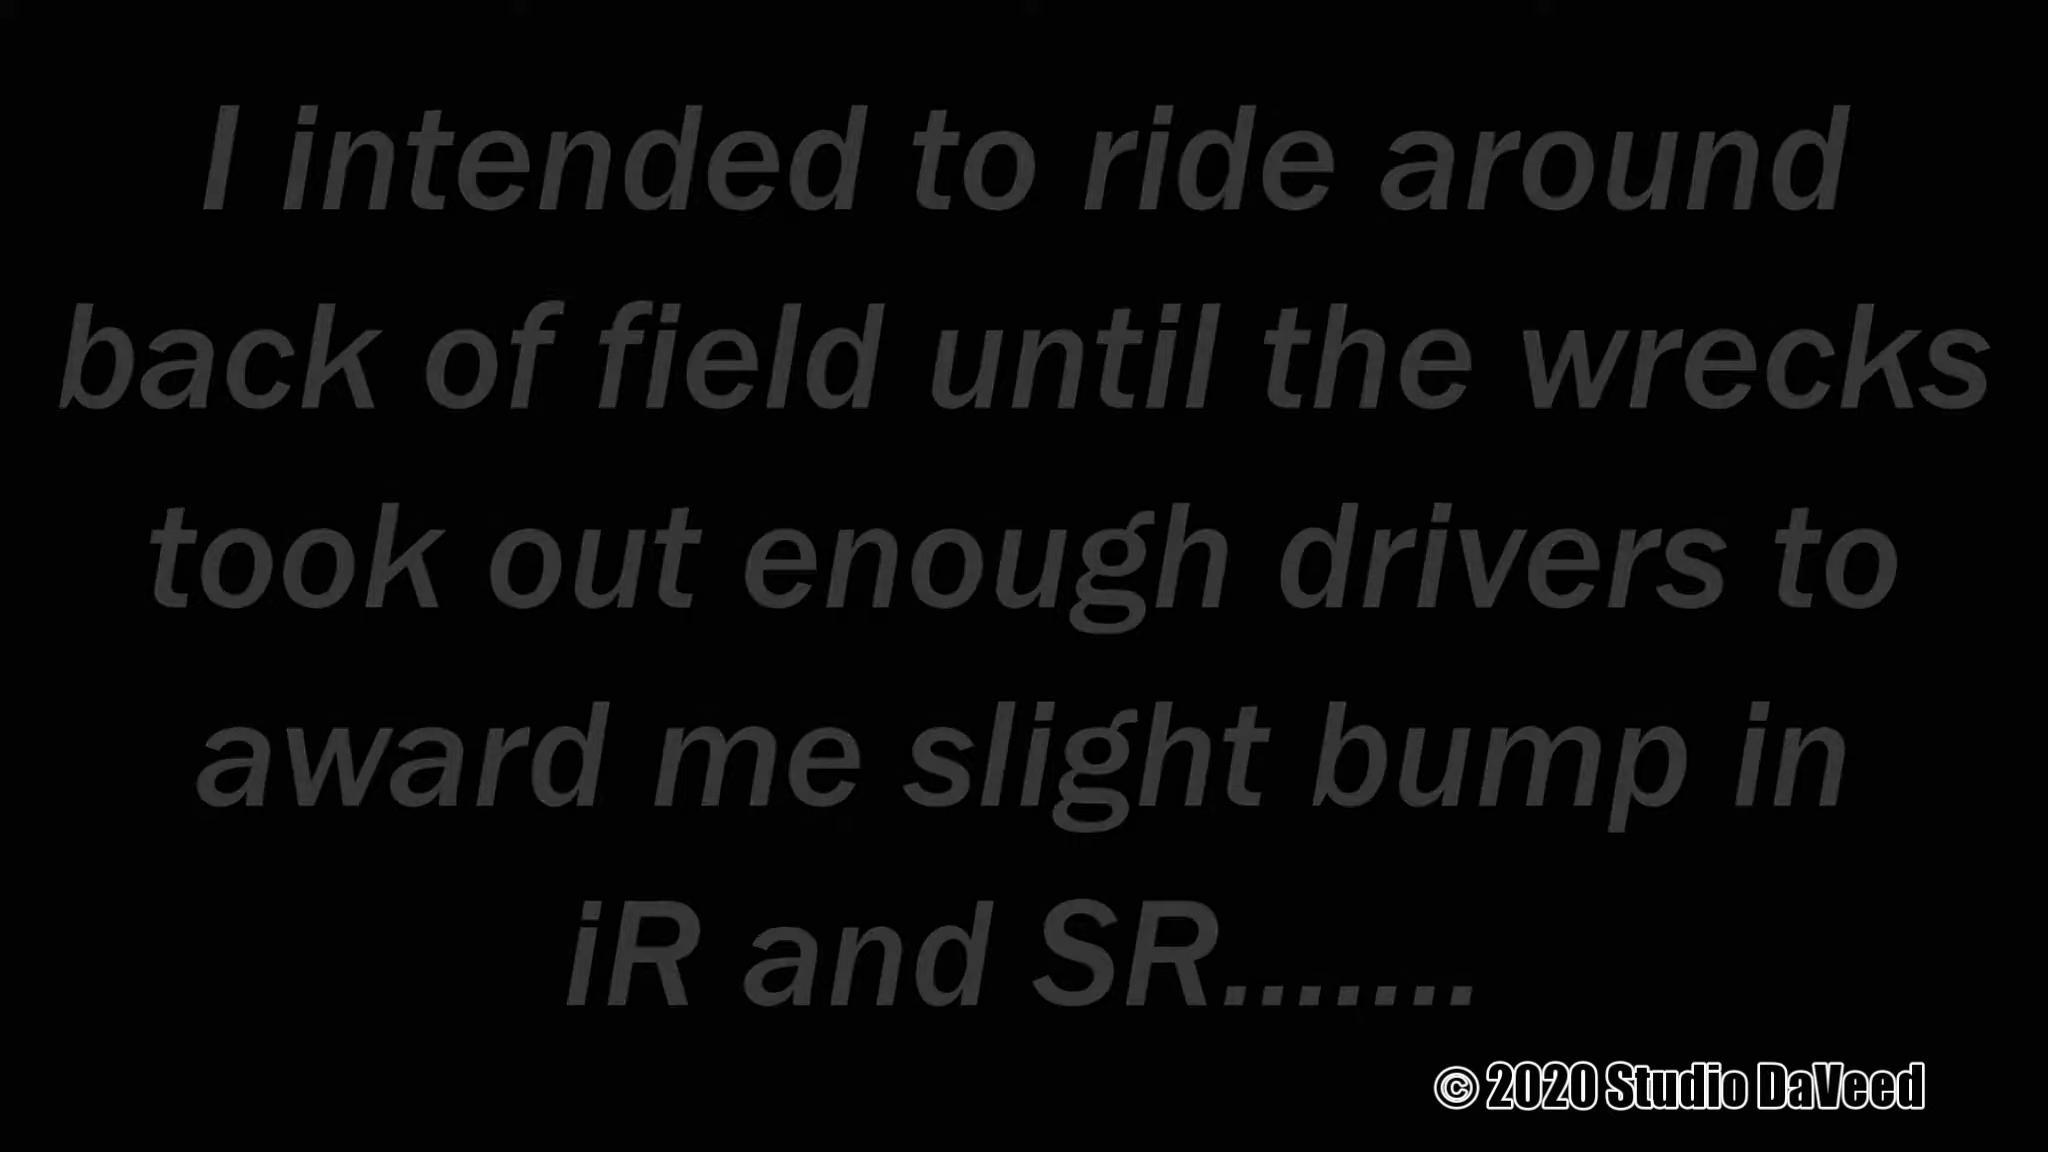 I intended to ride around
back of field until the wrecks
took out enough drivers to
award me slight bump in
iR and SR.......
© 2020 Studio DaVeed